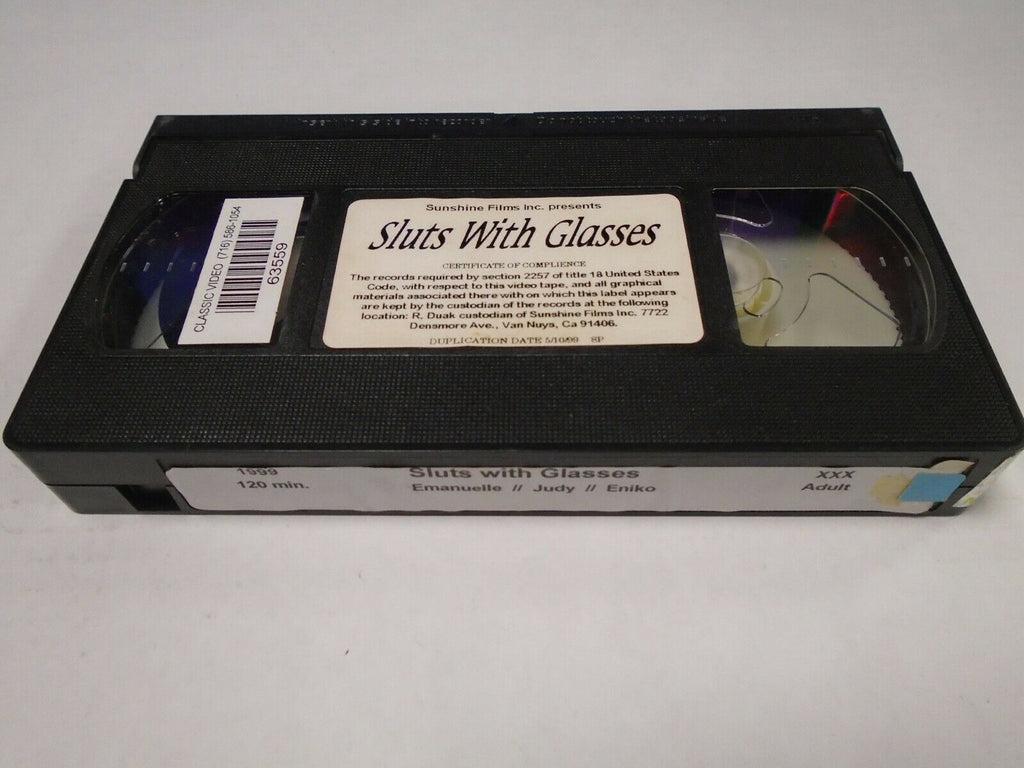 CLASSIC VIDEO (716) 586-1054
63559
Sunshine Films Inc. presents
Sluts With Glasses
CERTIFICATE OF COMPLIENCE
The records required by section 2257 of title 18 United States
Code, with respect to this video tape, and all graphical
materials associated there with on which this label appears
are kept by the custodian of the records at the following
location: R, Duak custodian of Sunshine Films Inc. 7722
Densmore Ave., Van Nuys, Ca 91406.
DUPLICATION DATE 5/10/99 SP
1999 Sluts with Glasses XXX
120 min. Emanuelle // Judy // Eniko Adult